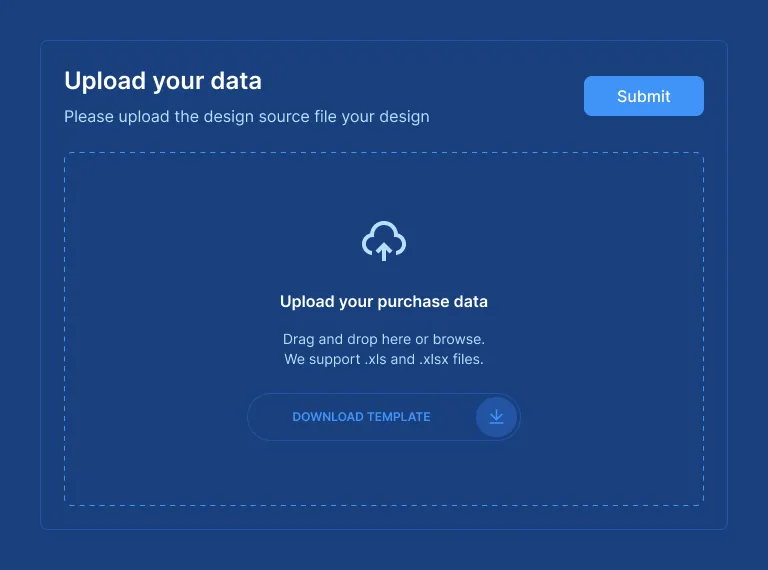 Upload your data
Please upload the design source file your design
Submit
Upload your purchase data
Drag and drop here or browse.
We support .xls and .xlsx files.
DOWNLOAD TEMPLATE